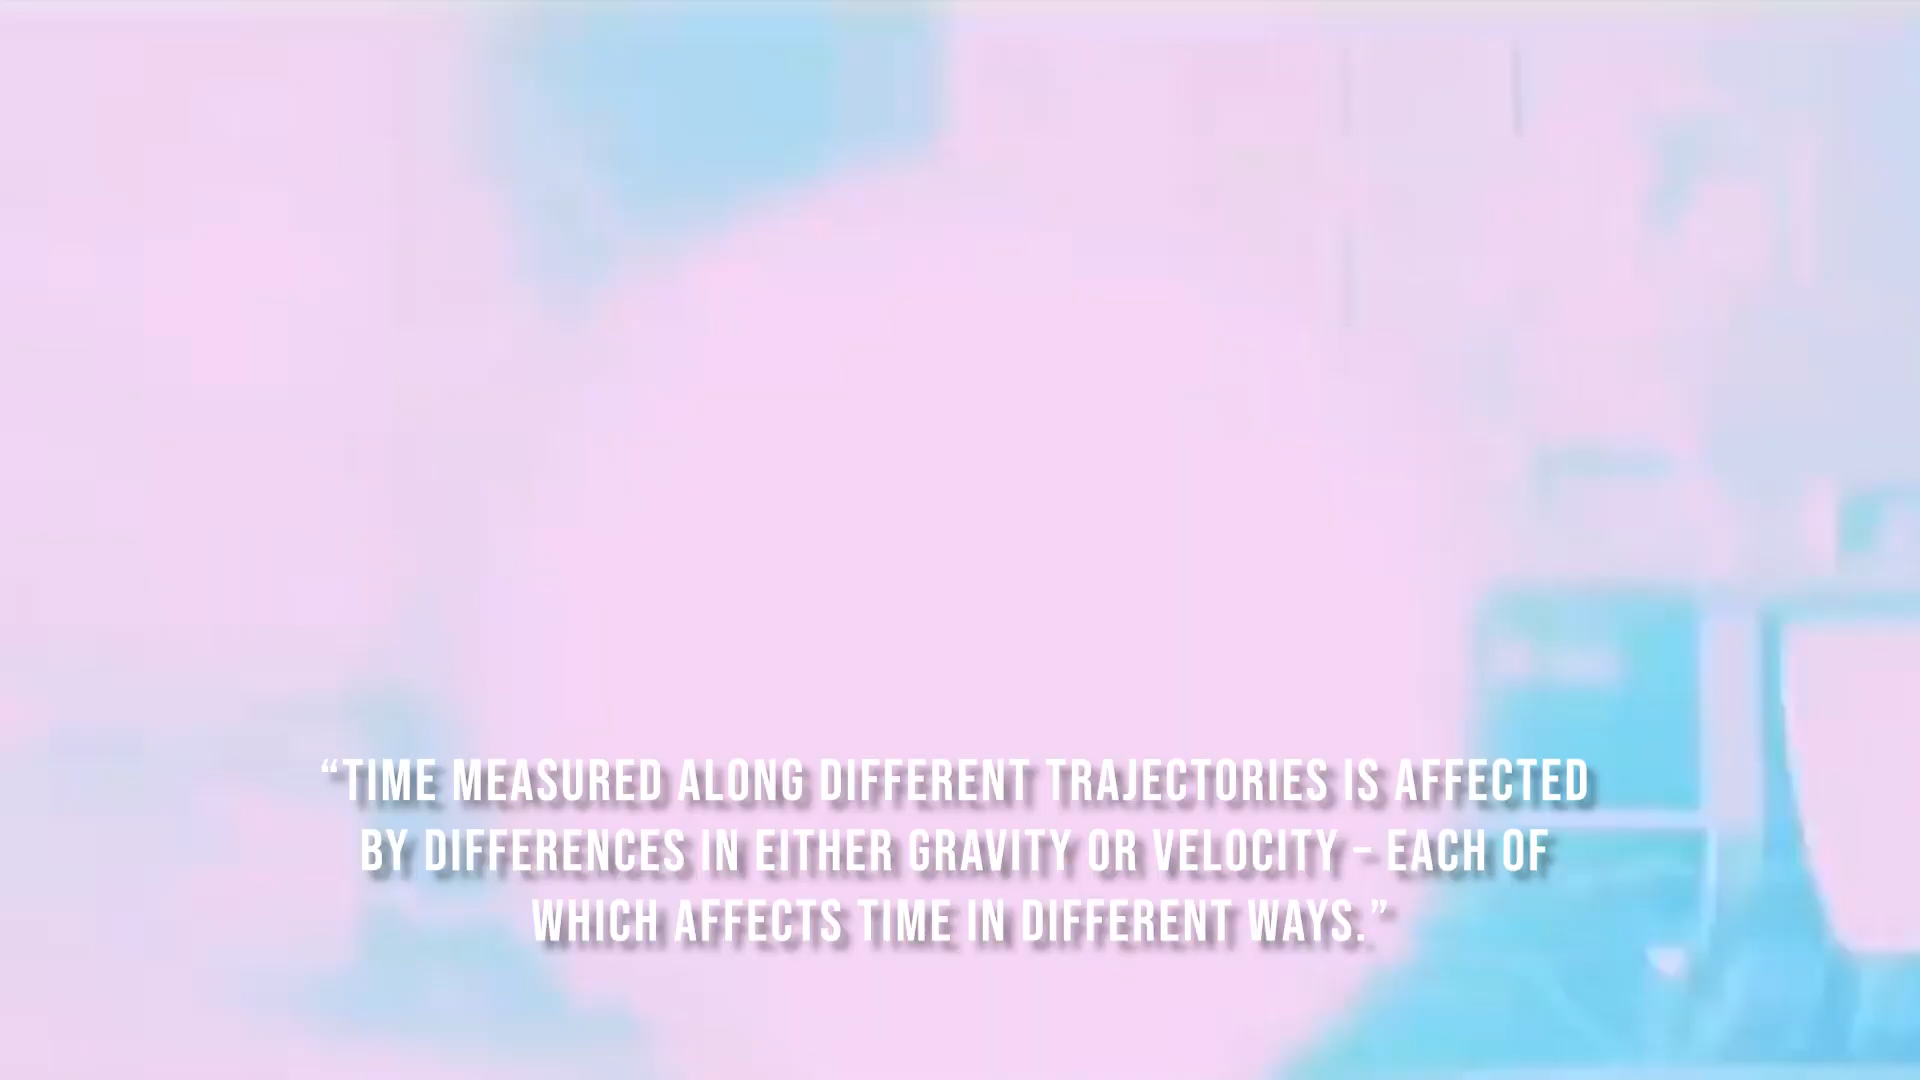 “TIME MEASURED ALONG DIFFERENT TRAJECTORIES IS AFFECTED
BY DIFFERENCES IN EITHER GRAVITY OR VELOCITY – EACH OF
WHICH AFFECTS TIME IN DIFFERENT WAYS.”